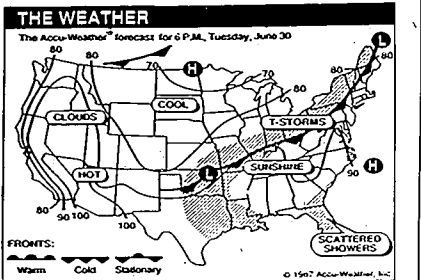 THE WEATHER
The Accu-Weather™ forecast for 6 P.M., Tuesday, June 30
80 80 70 H 70 80 L
COOL
80
CLOUDS
T-STORMS
HOT
L
SUNSHINE
H
90
80 90 100 100
SCATTERED
SHOWERS
FRONTS:
Warm Cold Stationary
© 1987 Accu-Weather, Inc